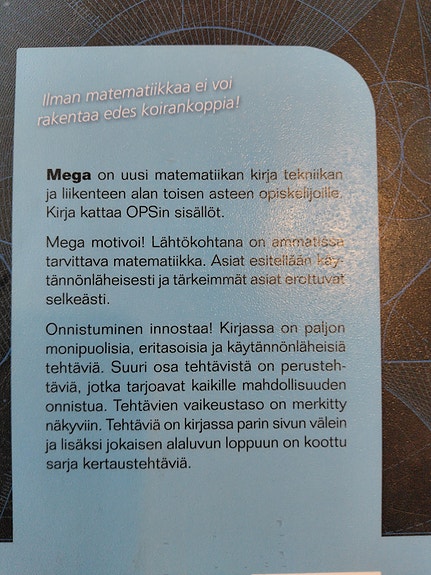 Ilman matematiikkaa ei voi
rakentaa edes koirankoppia!
Mega on uusi matematiikan kirja tekniikan
ja liikenteen alan toisen asteen opiskelijoille.
Kirja kattaa OPSin sisällöt.
Mega motivoi! Lähtökohtana on ammatissa
tarvittava matematiikka. Asiat esitellään käy-
tännönläheisesti ja tärkeimmät asiat erottuvat
selkeästi.
Onnistuminen innostaa! Kirjassa on paljon
monipuolisia, eritasoisia ja käytännönläheisiä
tehtäviä. Suuri osa tehtävistä on perusteh-
täviä, jotka tarjoavat kaikille mahdollisuuden
onnistua. Tehtävien vaikeustaso on merkitty
näkyviin. Tehtäviä on kirjassa parin sivun välein
ja lisäksi jokaisen alaluvun loppuun on koottu
sarja kertaustehtäviä.